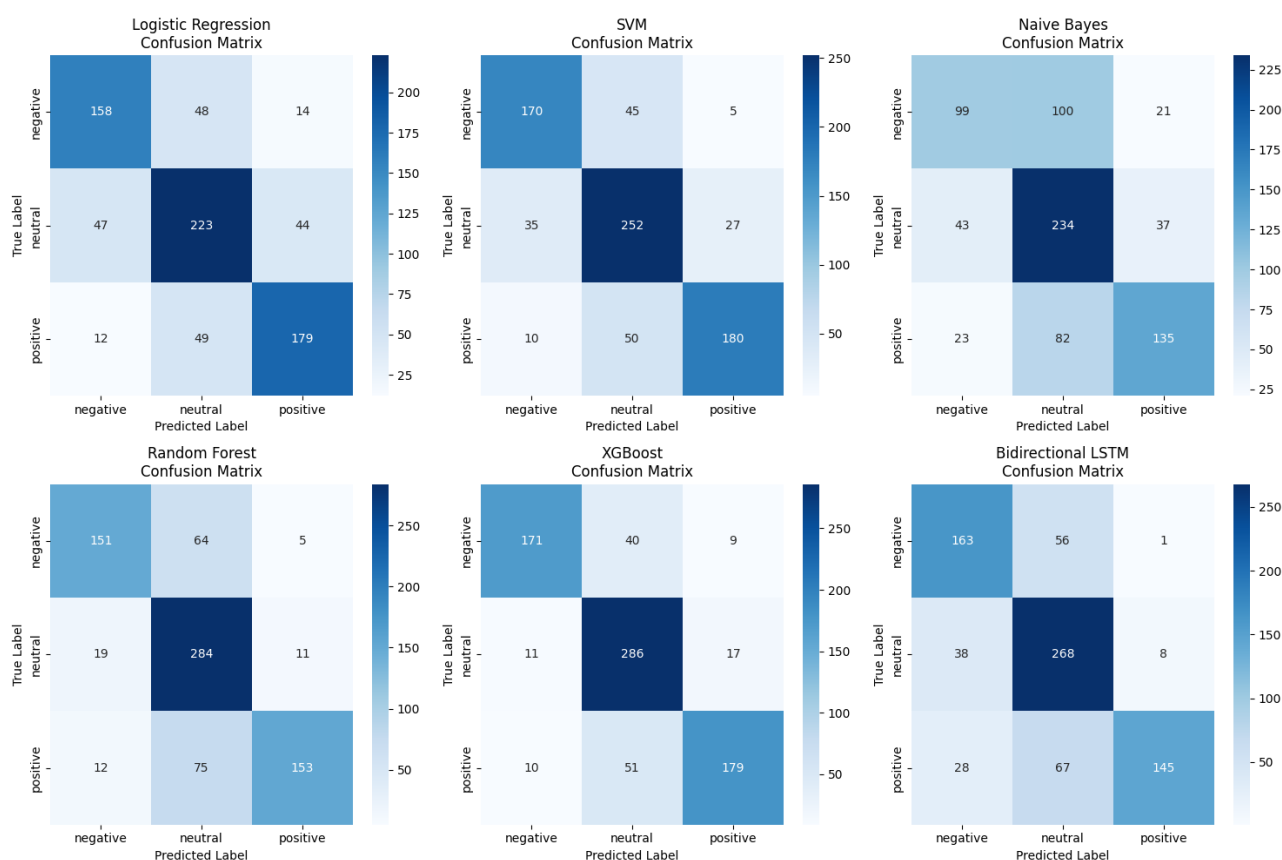 Logistic Regression
Confusion Matrix
negative
neutral
positive
True Label
158 48 14
47 223 44
12 49 179
200
175
150
125
100
75
50
25
negative neutral positive
Predicted Label
SVM
Confusion Matrix
negative
neutral
positive
True Label
170 45 5
35 252 27
10 50 180
250
200
150
100
50
negative neutral positive
Predicted Label
Naive Bayes
Confusion Matrix
negative
neutral
positive
True Label
99 100 21
43 234 37
23 82 135
225
200
175
150
125
100
75
50
25
negative neutral positive
Predicted Label
Random Forest
Confusion Matrix
negative
neutral
positive
True Label
151 64 5
19 284 11
12 75 153
250
200
150
100
50
negative neutral positive
Predicted Label
XGBoost
Confusion Matrix
negative
neutral
positive
True Label
171 40 9
11 286 17
10 51 179
250
200
150
100
50
negative neutral positive
Predicted Label
Bidirectional LSTM
Confusion Matrix
negative
neutral
positive
True Label
163 56 1
38 268 8
28 67 145
250
200
150
100
50
negative neutral positive
Predicted Label